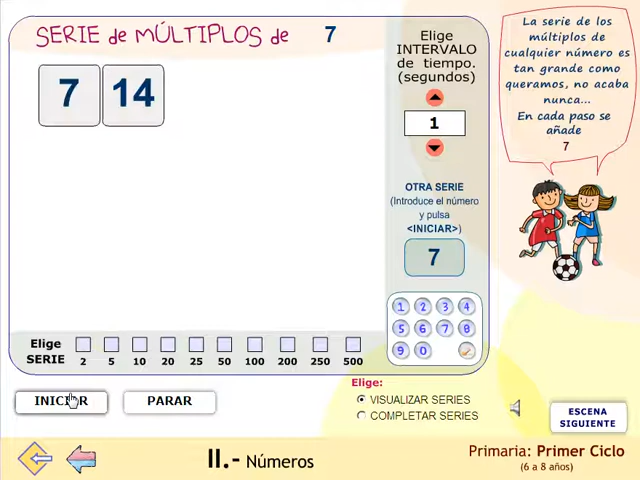 SERIE de MÚLTIPLOS de 7
7 14
Elige
INTERVALO
de tiempo.
(segundos)
1
OTRA SERIE
(Introduce el número
y pulsa
<INICIAR>)
7
1 2 3 4
5 6 7 8
9 0
La serie de los
múltiplos de
cualquier número es
tan grande como
queramos, no acaba
nunca...
En cada paso se
añade
7
Elige
SERIE
2 5 10 20 25 50 100 200 250 500
INICIAR
PARAR
Elige:
VISUALIZAR SERIES
COMPLETAR SERIES
ESCENA
SIGUIENTE
II.- Números
Primaria: Primer Ciclo
(6 a 8 años)